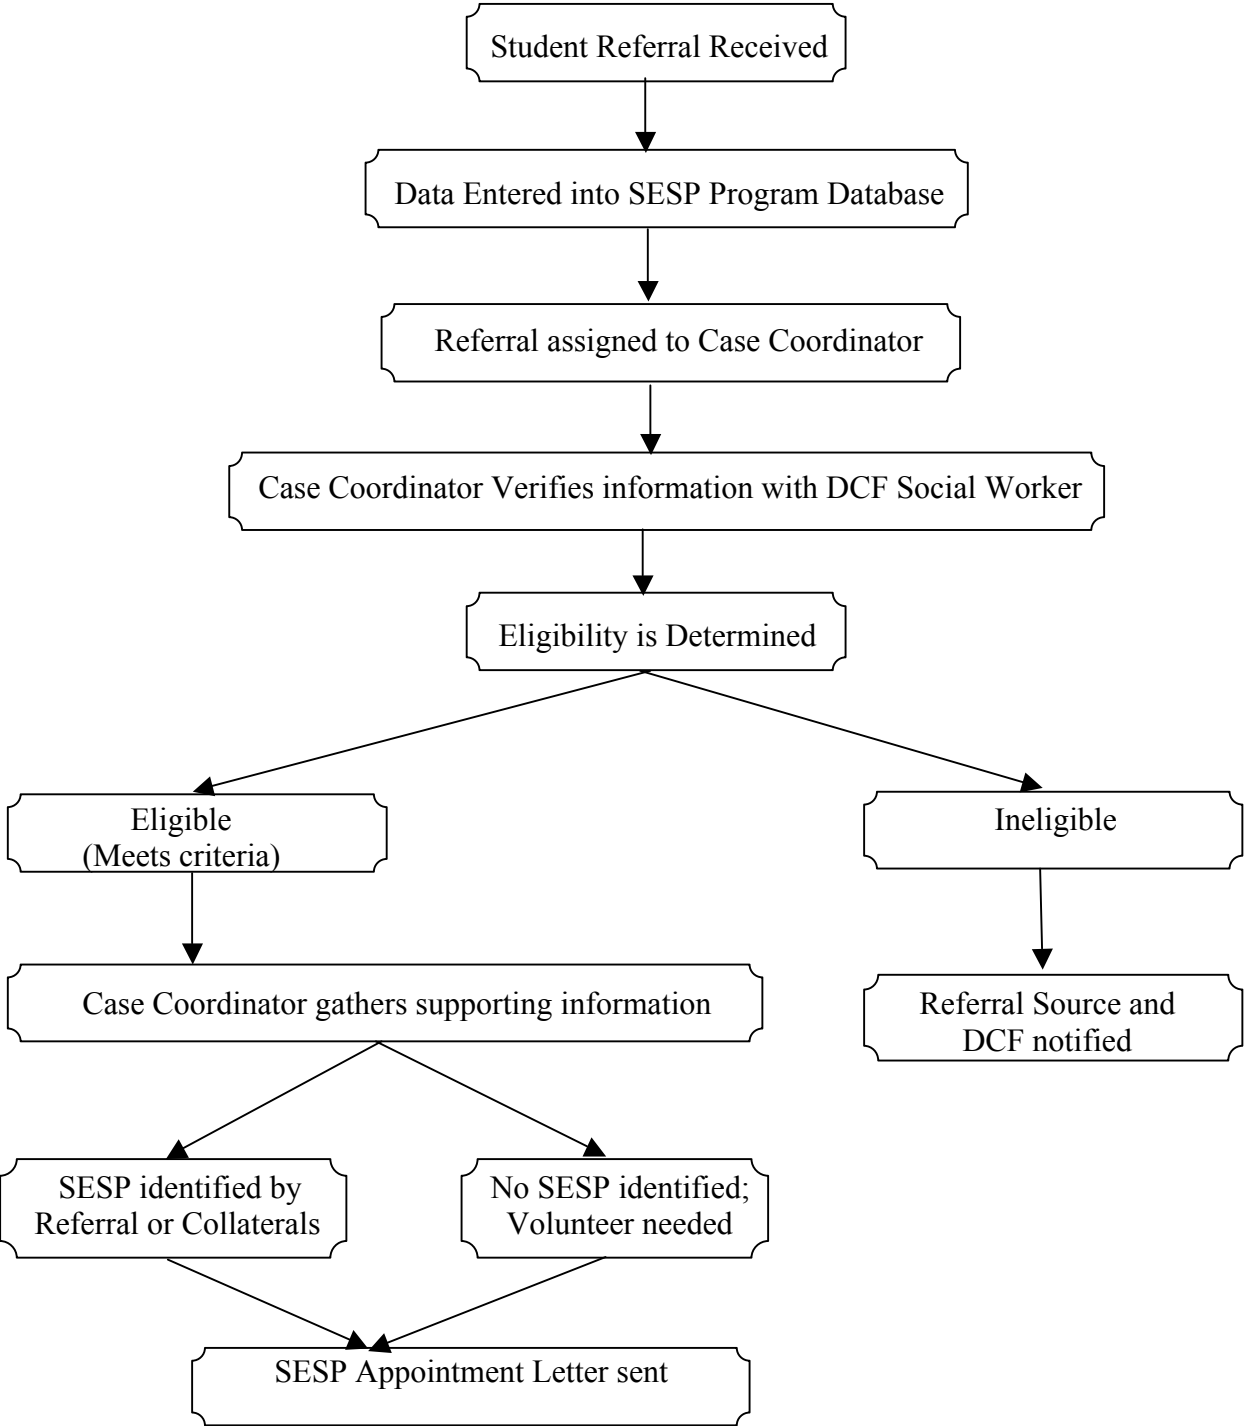 Student Referral Received
Data Entered into SESP Program Database
Referral assigned to Case Coordinator
Case Coordinator Verifies information with DCF Social Worker
Eligibility is Determined
Eligible
(Meets criteria)
Ineligible
Case Coordinator gathers supporting information
Referral Source and
DCF notified
SESP identified by
Referral or Collaterals
No SESP identified;
Volunteer needed
SESP Appointment Letter sent